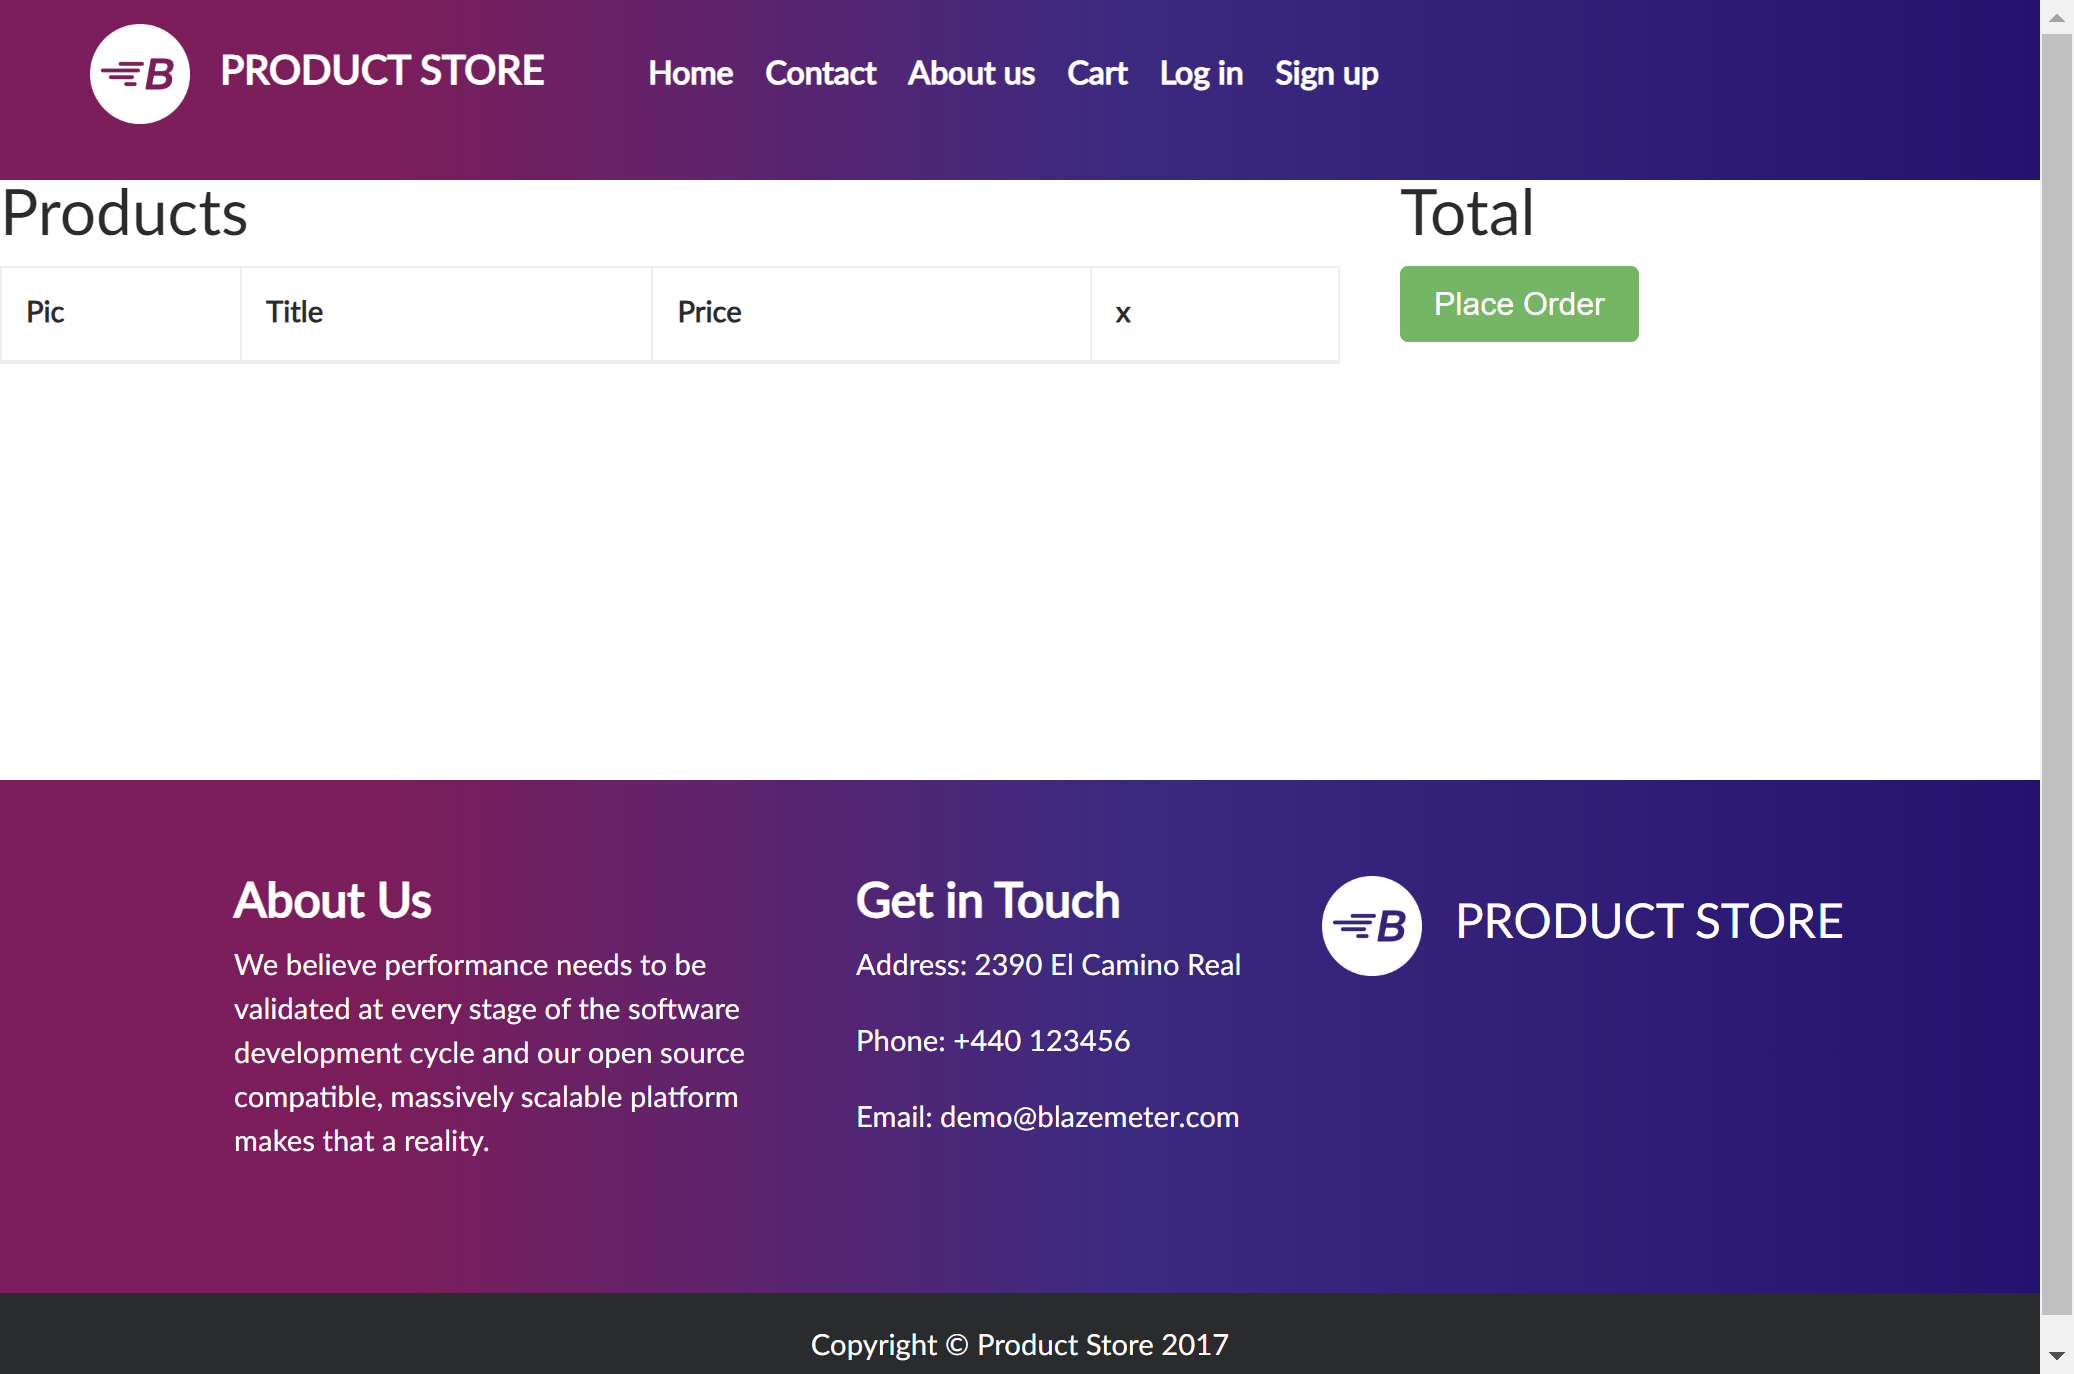 B PRODUCT STORE Home Contact About us Cart Log in Sign up
Products
Total
Pic Title Price x
Place Order
About Us
We believe performance needs to be
validated at every stage of the software
development cycle and our open source
compatible, massively scalable platform
makes that a reality.
Get in Touch
Address: 2390 El Camino Real
Phone: +440 123456
Email: demo@blazemeter.com
B PRODUCT STORE
Copyright © Product Store 2017